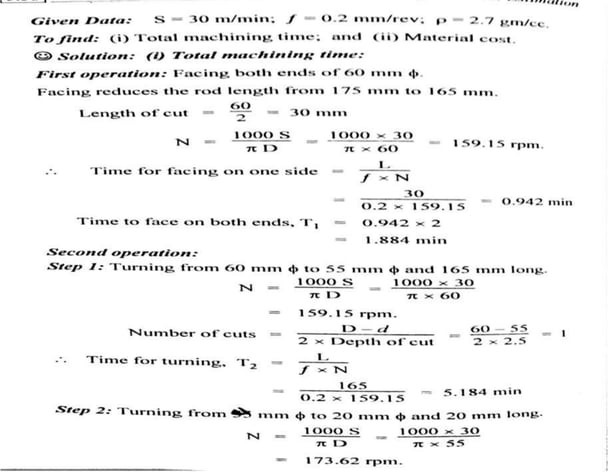 Given Data: S = 30 m/min; f = 0.2 mm/rev; ρ = 2.7 gm/cc.
To find: (i) Total machining time; and (ii) Material cost.
☺ Solution: (i) Total machining time:
First operation: Facing both ends of 60 mm ϕ.
Facing reduces the rod length from 175 mm to 165 mm.
Length of cut = 60/2 = 30 mm
N = 1000 S / π D = 1000 × 30 / π × 60 = 159.15 rpm.
∴ Time for facing on one side = L / f × N
= 30 / 0.2 × 159.15 = 0.942 min
Time to face on both ends, T₁ = 0.942 × 2
= 1.884 min
Second operation:
Step 1: Turning from 60 mm ϕ to 55 mm ϕ and 165 mm long.
N = 1000 S / π D = 1000 × 30 / π × 60
= 159.15 rpm.
Number of cuts = D – d / 2 × Depth of cut = 60 – 55 / 2 × 2.5 = 1
∴ Time for turning, T₂ = L / f × N
= 165 / 0.2 × 159.15 = 5.184 min
Step 2: Turning from mm ϕ to 20 mm ϕ and 20 mm long.
N = 1000 S / π D = 1000 × 30 / π × 55
= 173.62 rpm.